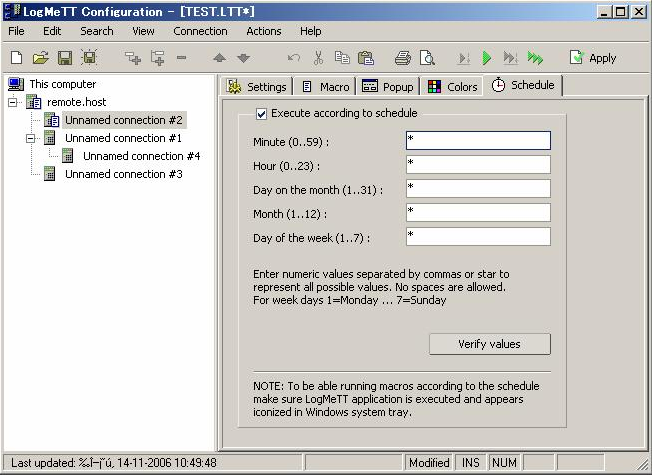 LogMeTT Configuration - [TEST.LTT*]
File Edit Search View Connection Actions Help
Apply
This computer
remote.host
Unnamed connection #2
Unnamed connection #1
Unnamed connection #4
Unnamed connection #3
Settings Macro Popup Colors Schedule
Execute according to schedule
Minute (0..59) : *
Hour (0..23) : *
Day on the month (1..31) : *
Month (1..12) : *
Day of the week (1..7) : *
Enter numeric values separated by commas or star to
represent all possible values. No spaces are allowed.
For week days 1=Monday ... 7=Sunday
Verify values
NOTE: To be able running macros according to the schedule
make sure LogMeTT application is executed and appears
iconized in Windows system tray.
Last updated: 14-11-2006 10:49:48 Modified INS NUM